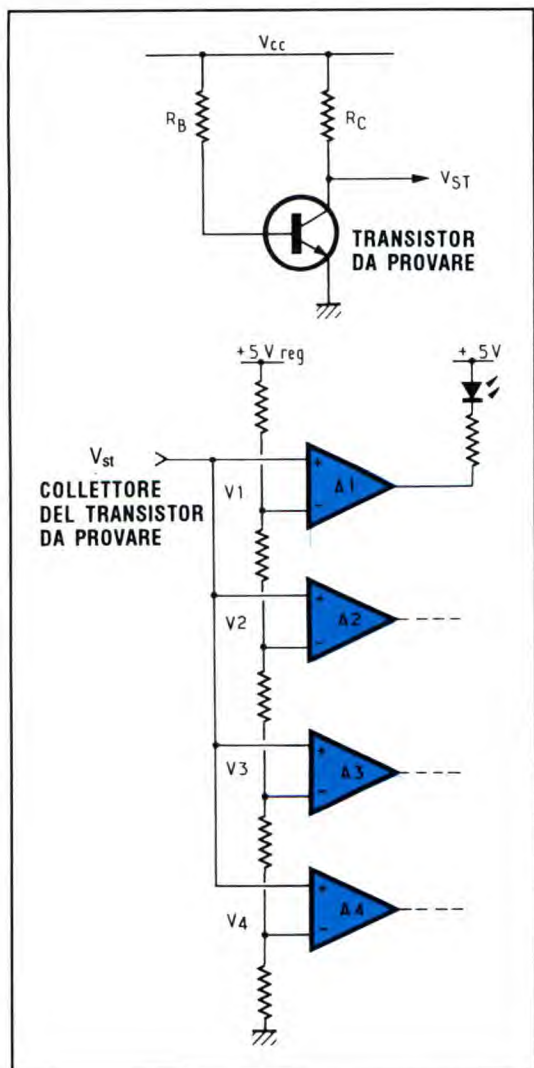 Vcc
RB
RC
VST
TRANSISTOR
DA PROVARE
+5V reg
+5V
Vst
COLLETTORE
DEL TRANSISTOR
DA PROVARE
V1
+
-
A1
V2
+
-
A2
V3
+
-
A3
V4
+
-
A4